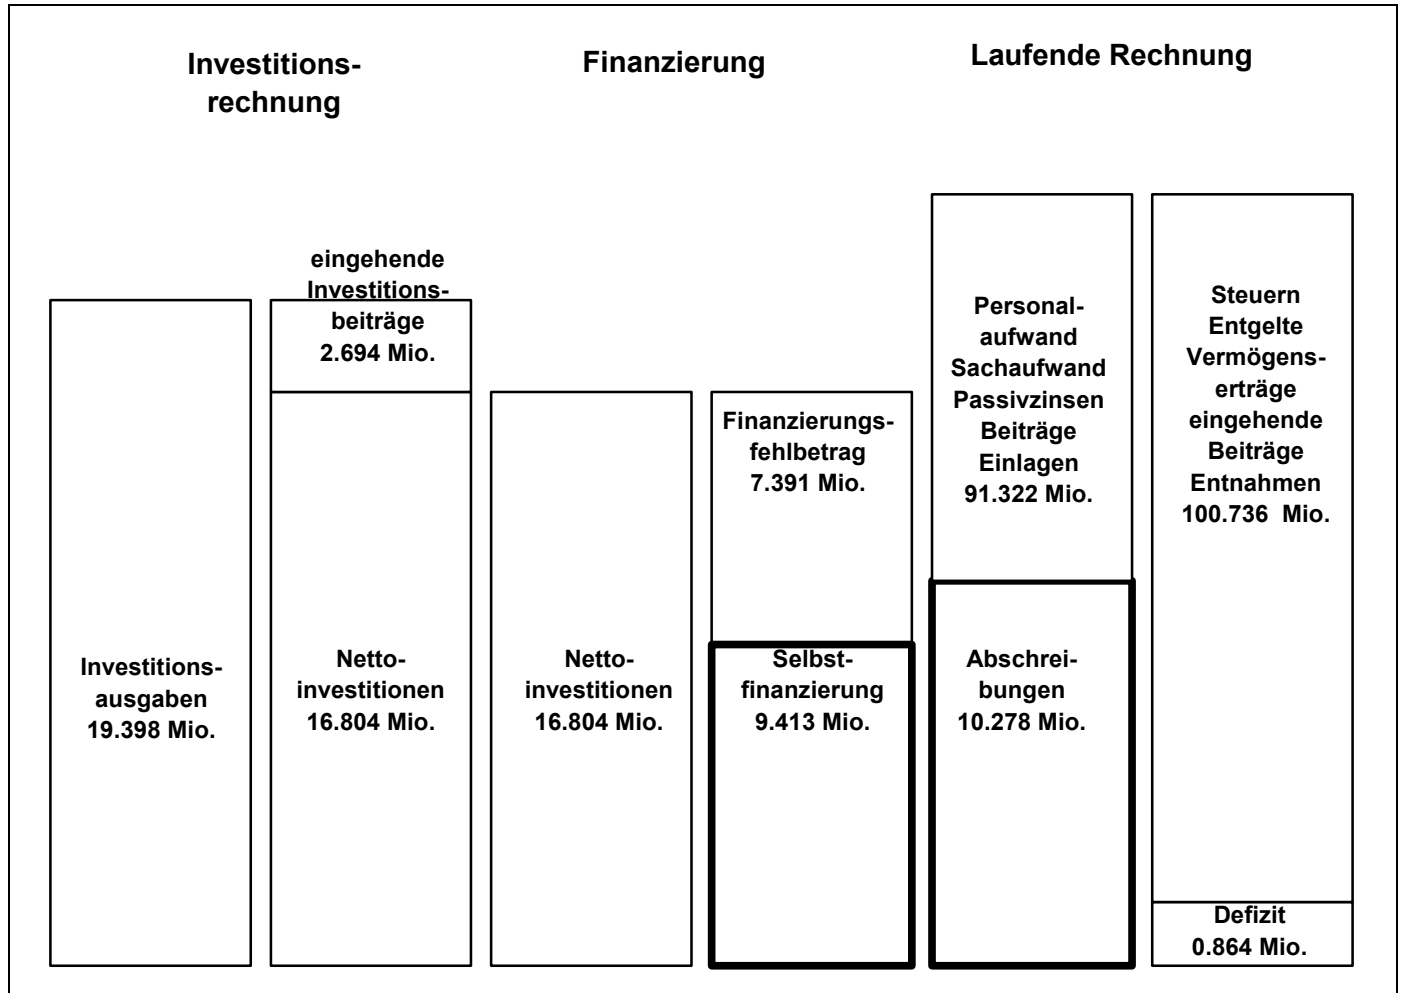 Investitions-
rechnung
Finanzierung
Laufende Rechnung
eingehende
Investitions-
beiträge
2.694 Mio.
Investitions-
ausgaben
19.398 Mio.
Netto-
investitionen
16.804 Mio.
Netto-
investitionen
16.804 Mio.
Finanzierungs-
fehlbetrag
7.391 Mio.
Selbst-
finanzierung
9.413 Mio.
Personal-
aufwand
Sachaufwand
Passivzinsen
Beiträge
Einlagen
91.322 Mio.
Abschrei-
bungen
10.278 Mio.
Steuern
Entgelte
Vermögens-
erträge
eingehende
Beiträge
Entnahmen
100.736 Mio.
Defizit
0.864 Mio.